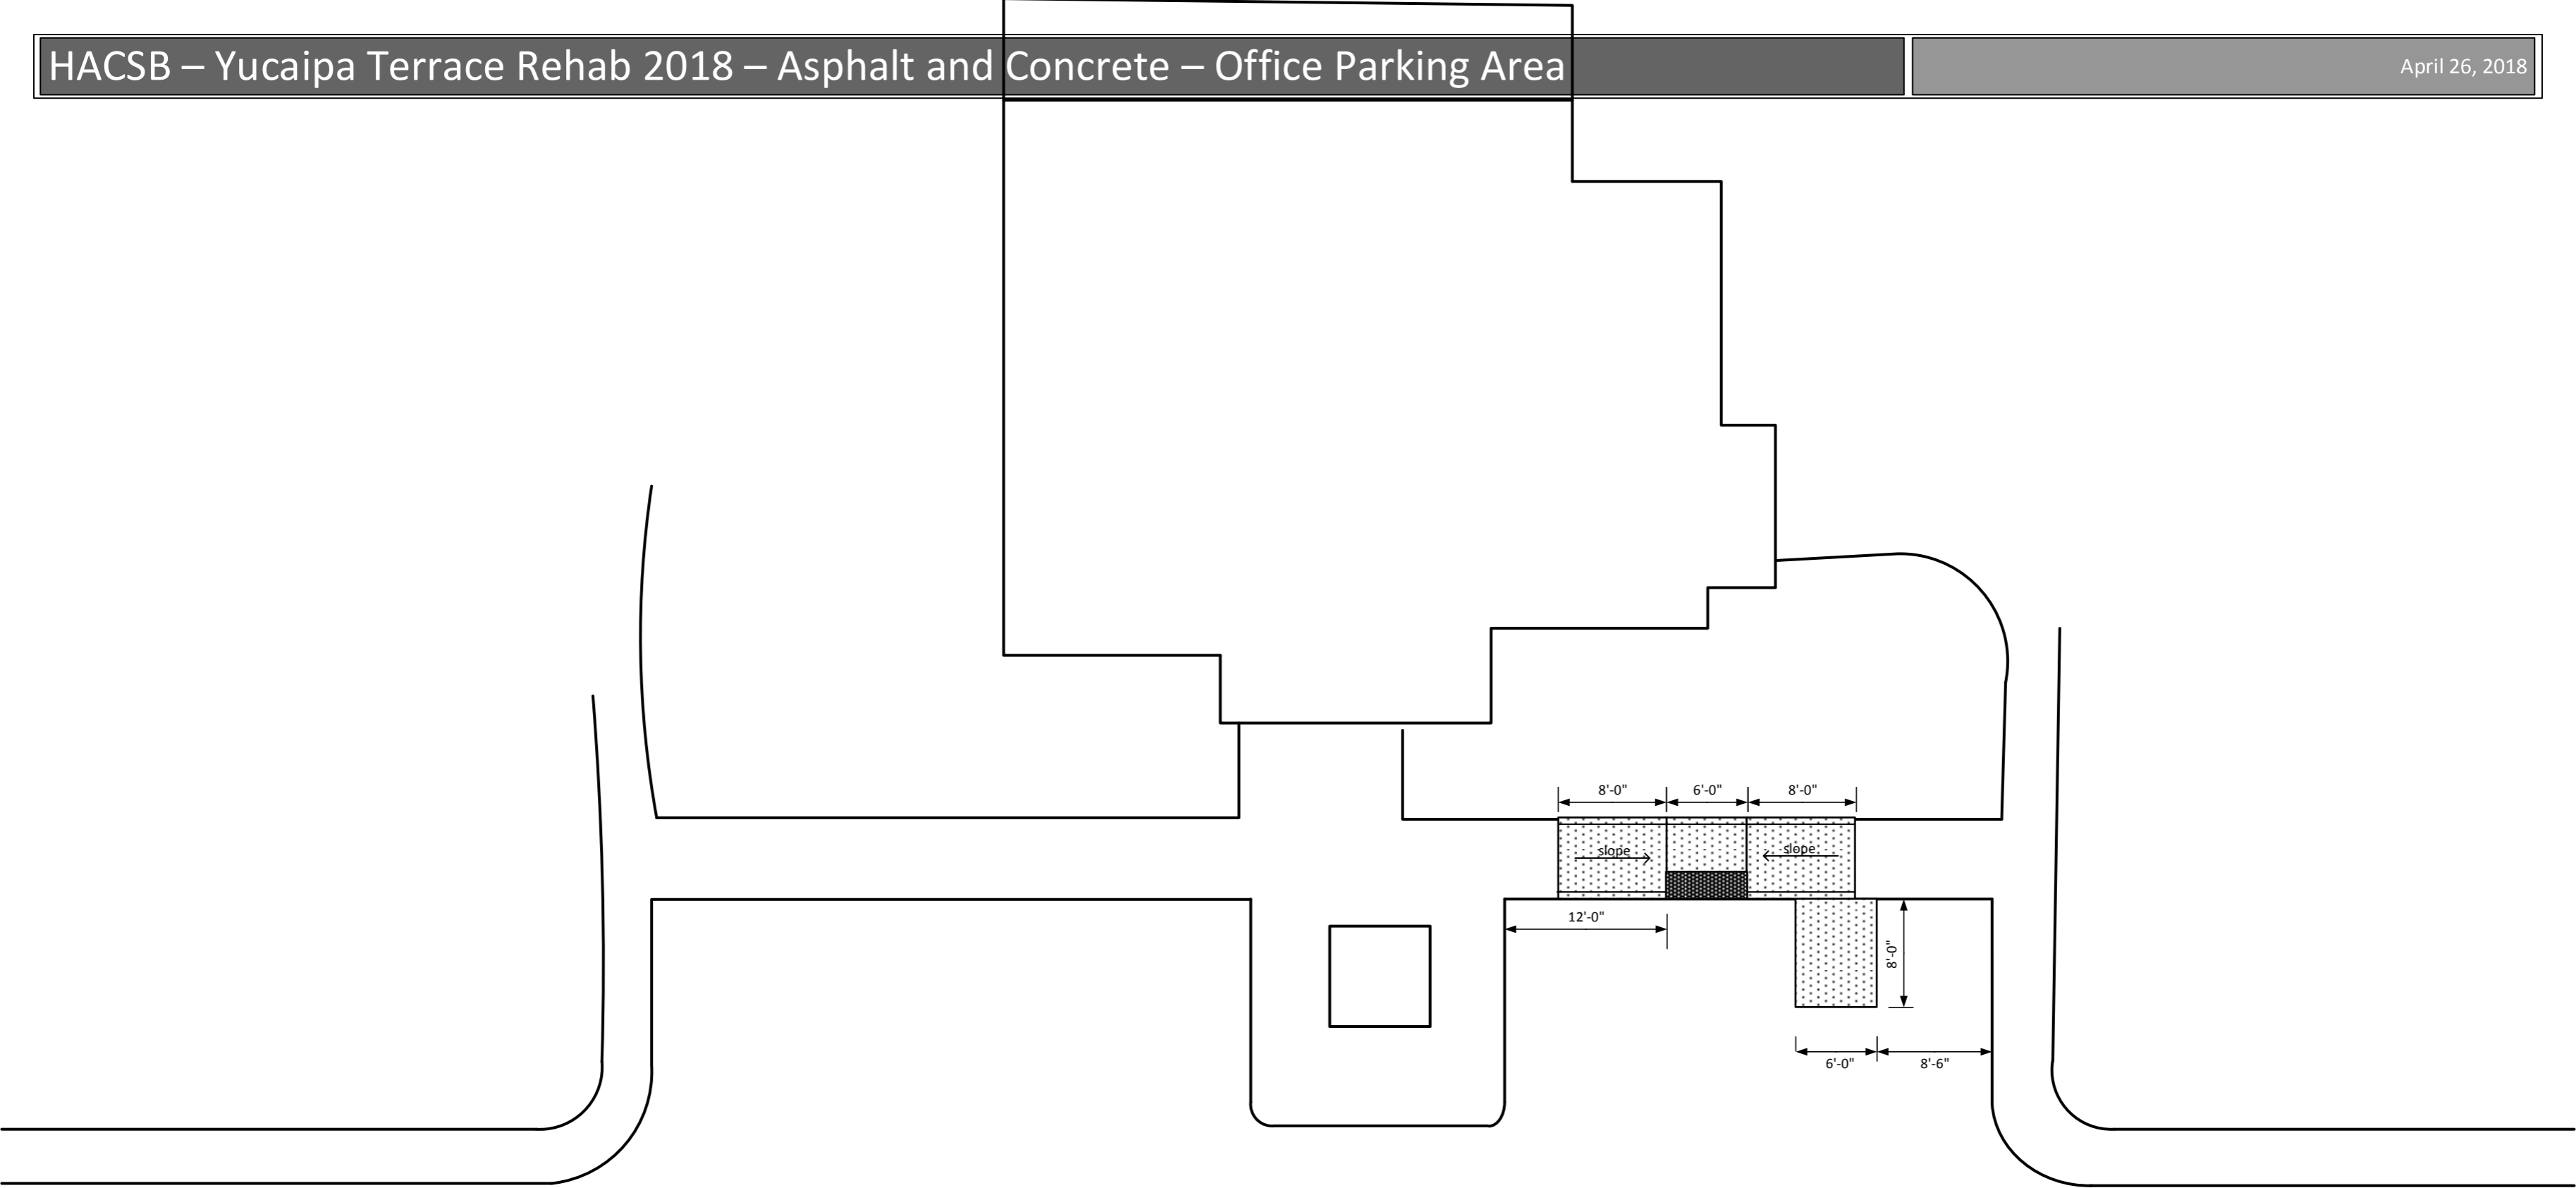 HACSB – Yucaipa Terrace Rehab 2018 – Asphalt and Concrete – Office Parking Area
April 26, 2018
8'-0" 6'-0" 8'-0"
slope slope
12'-0"
8'-0"
6'-0" 8'-6"